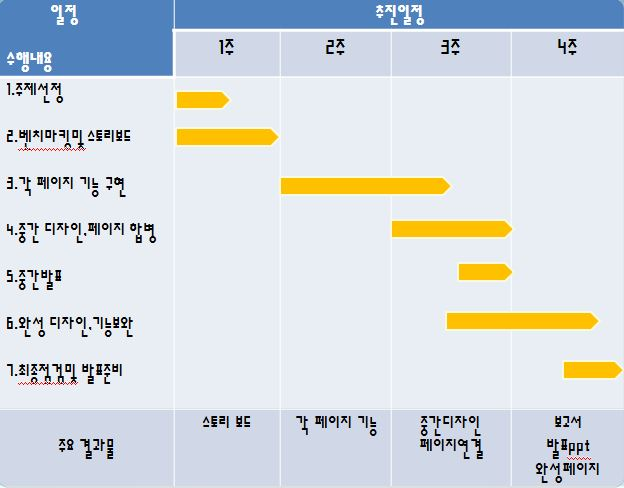 일정
추진일정
수행내용
1주
2주
3주
4주
1.주제선정
2.벤치마킹및 스토리보드
3.각 페이지 기능 구현
4.중간 디자인,페이지 합병
5.중간발표
6.완성 디자인,기능보완
7.최종점검및 발표준비
주요 결과물
스토리 보드
각 페이지 기능
중간디자인
페이지연결
보고서
발표ppt
완성페이지